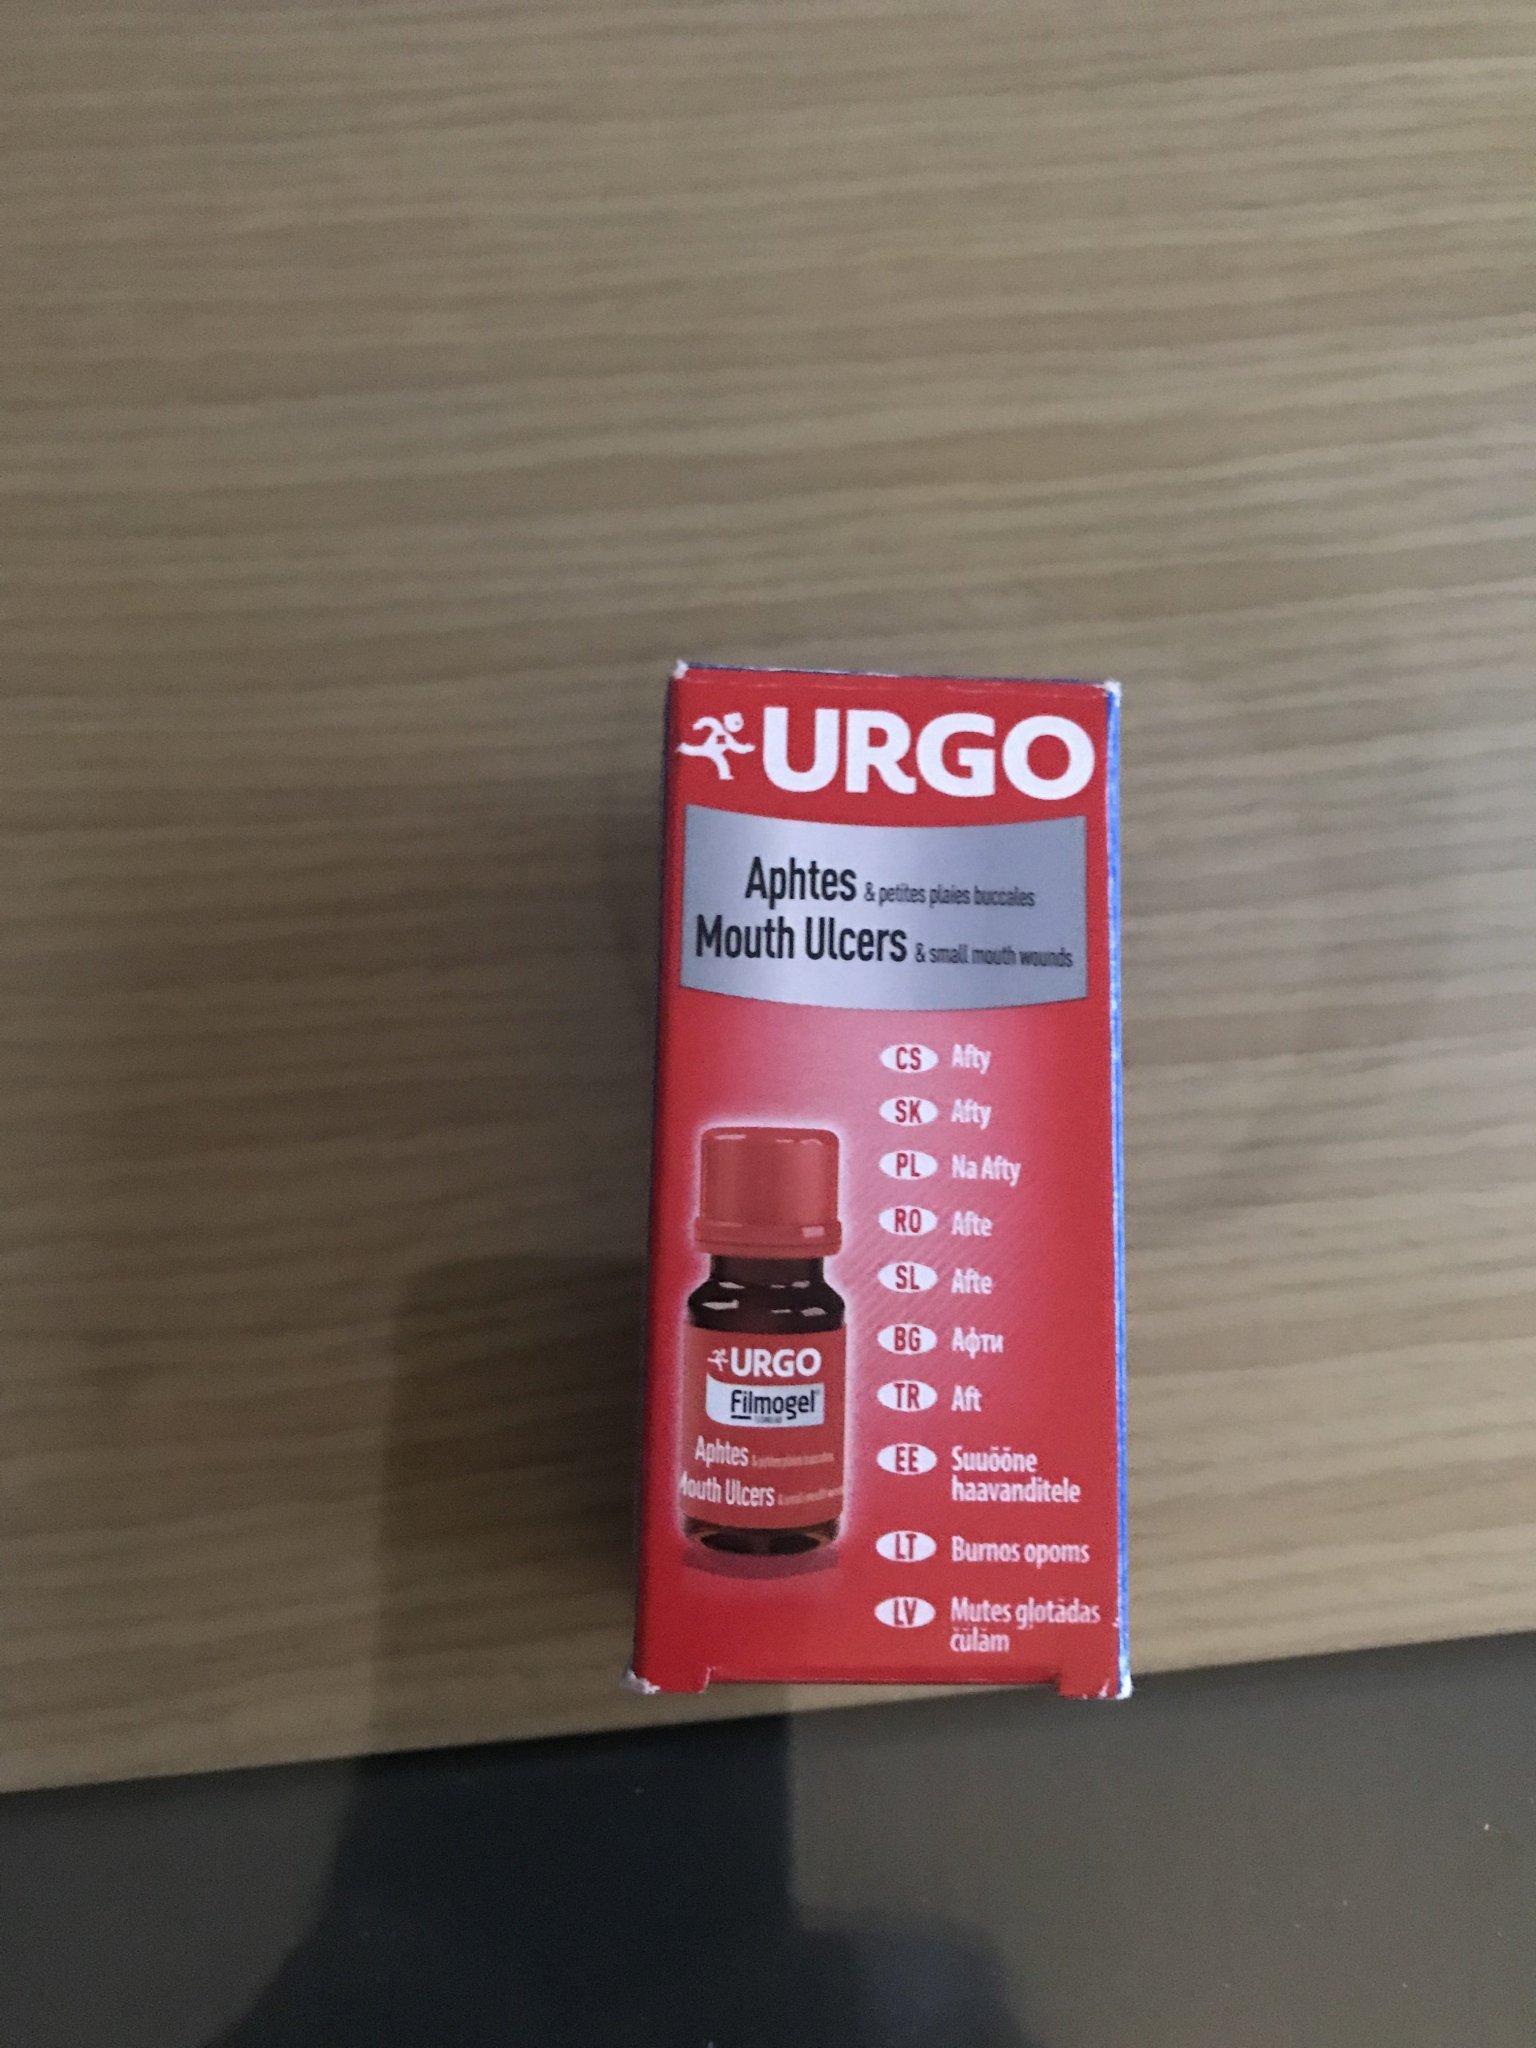 URGO
Aphtes & petites plaies buccales
Mouth Ulcers & small mouth wounds
CS Afty
SK Afty
PL Na Afty
RO Afte
SL Afte
BG Афти
TR Aft
EE Suuõõne
haavanditele
LT Burnos opoms
LV Mutes gļotādas
čūlām
URGO
Filmogel
Aphtes
Mouth Ulcers